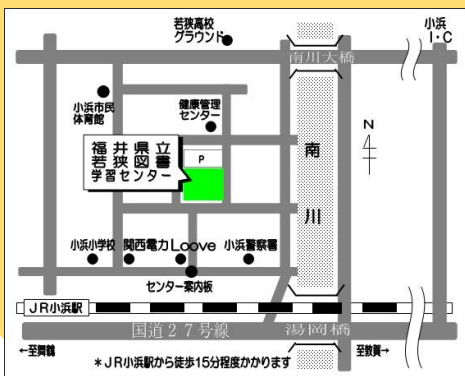 若狭高校
グラウンド
小浜
I・C
南川大橋
小浜市民
体育館
健康管理
センター
N
福井県立
若狭図書
学習センター
P
南
川
小浜小学校
関西電力
Loove
小浜警察署
センター案内板
JR小浜駅
国道27号線
湯岡橋
←至舞鶴
至敦賀→
*JR小浜駅から徒歩15分程度かかります